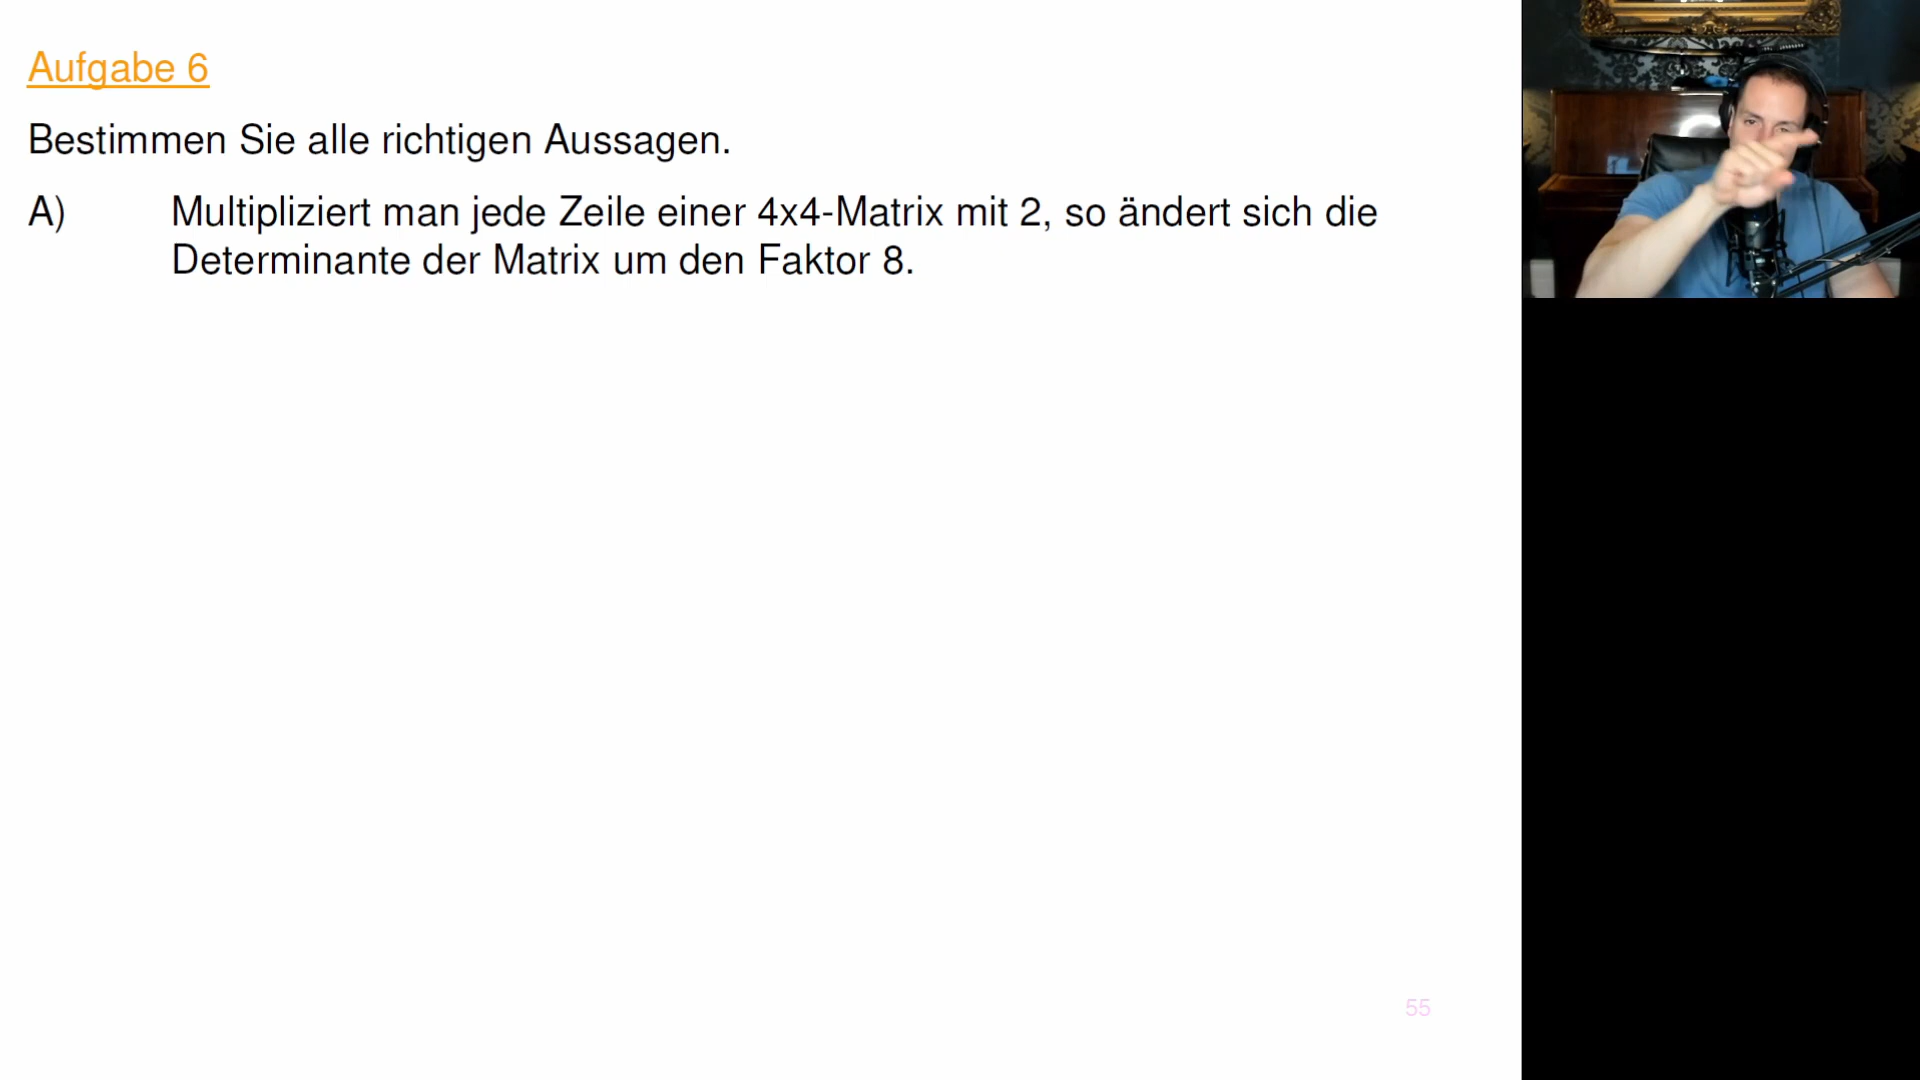 Aufgabe 6
Bestimmen Sie alle richtigen Aussagen.
A) Multipliziert man jede Zeile einer 4x4-Matrix mit 2, so ändert sich die
Determinante der Matrix um den Faktor 8.
55